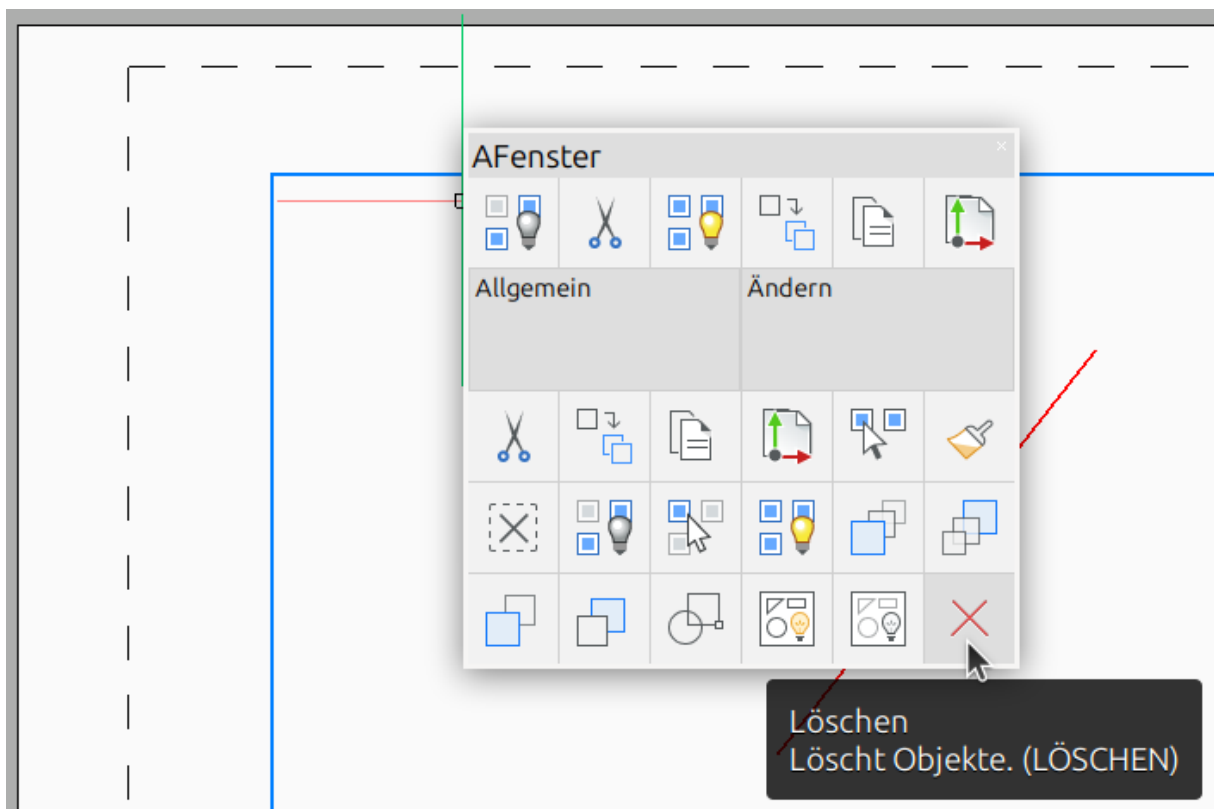 AFenster
Allgemein
Ändern
Löschen
Löscht Objekte. (LÖSCHEN)